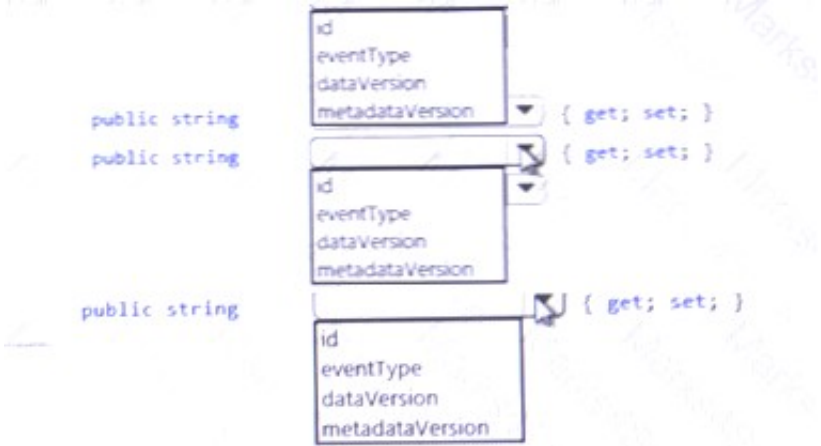 id
eventType
dataVersion
metadataVersion
public string { get; set; }
public string { get; set; }
id
eventType
dataVersion
metadataVersion
public string { get; set; }
id
eventType
dataVersion
metadataVersion